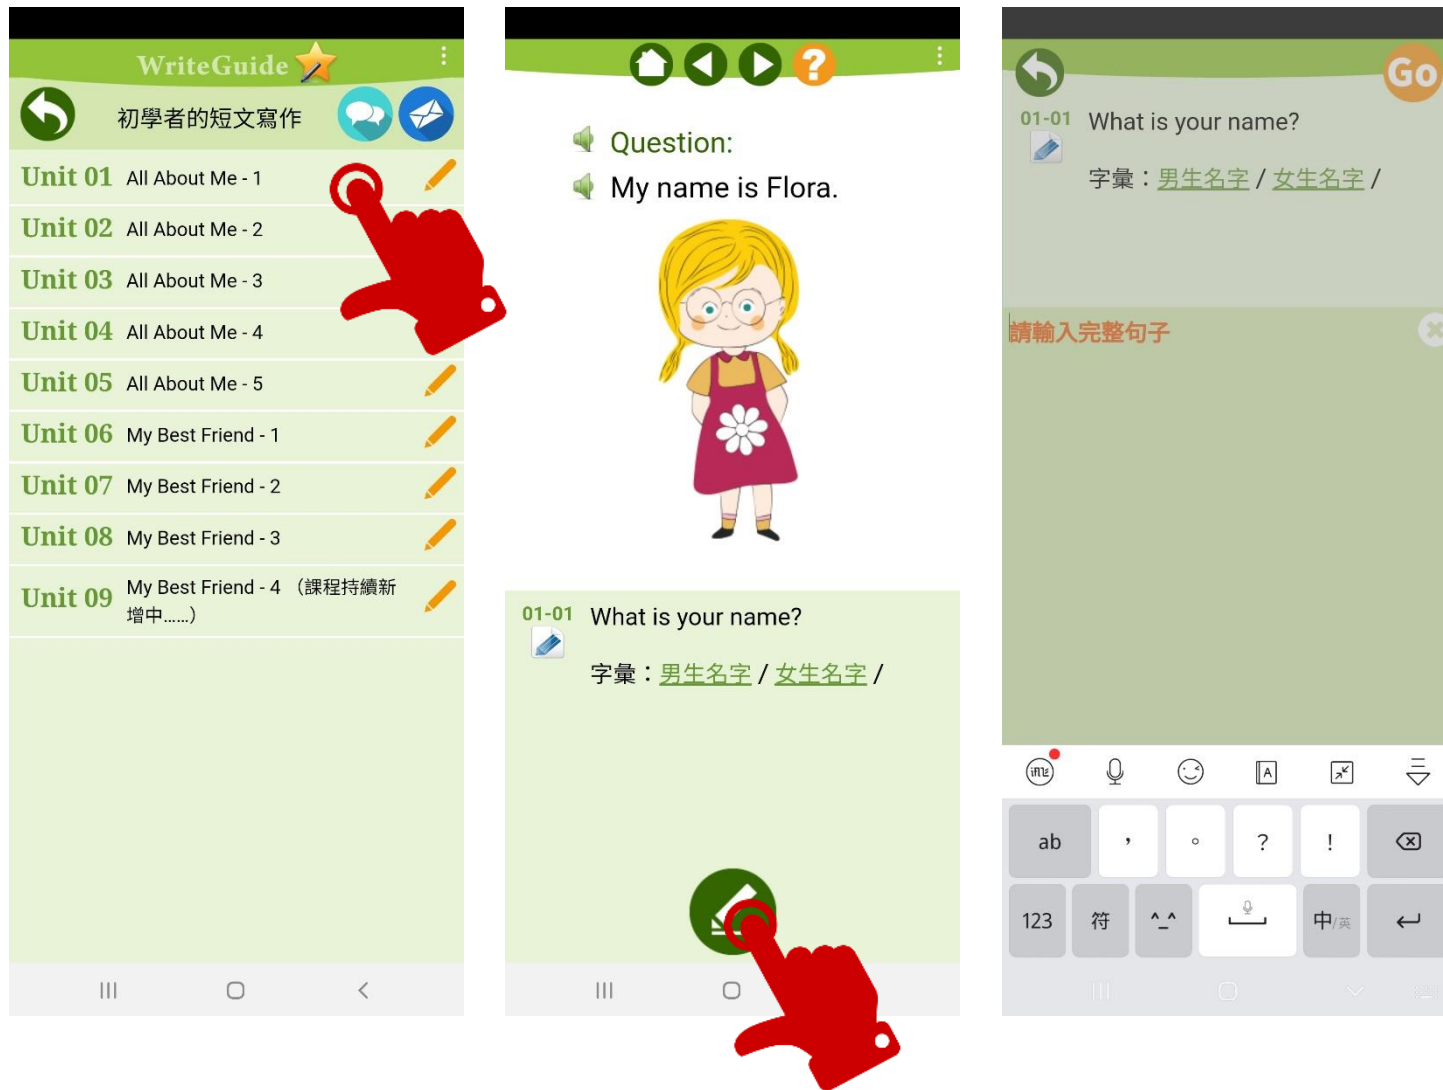 WriteGuide
初學者的短文寫作
Unit 01 All About Me - 1
Unit 02 All About Me - 2
Unit 03 All About Me - 3
Unit 04 All About Me - 4
Unit 05 All About Me - 5
Unit 06 My Best Friend - 1
Unit 07 My Best Friend - 2
Unit 08 My Best Friend - 3
Unit 09 My Best Friend - 4 （課程持續新
增中......）
?
Question:
My name is Flora.
01-01 What is your name?
字彙：男生名字 / 女生名字 /
Go
01-01 What is your name?
字彙：男生名字 / 女生名字 /
請輸入完整句子
A
ab , 。 ? !
123 符 ^_^ 中/英